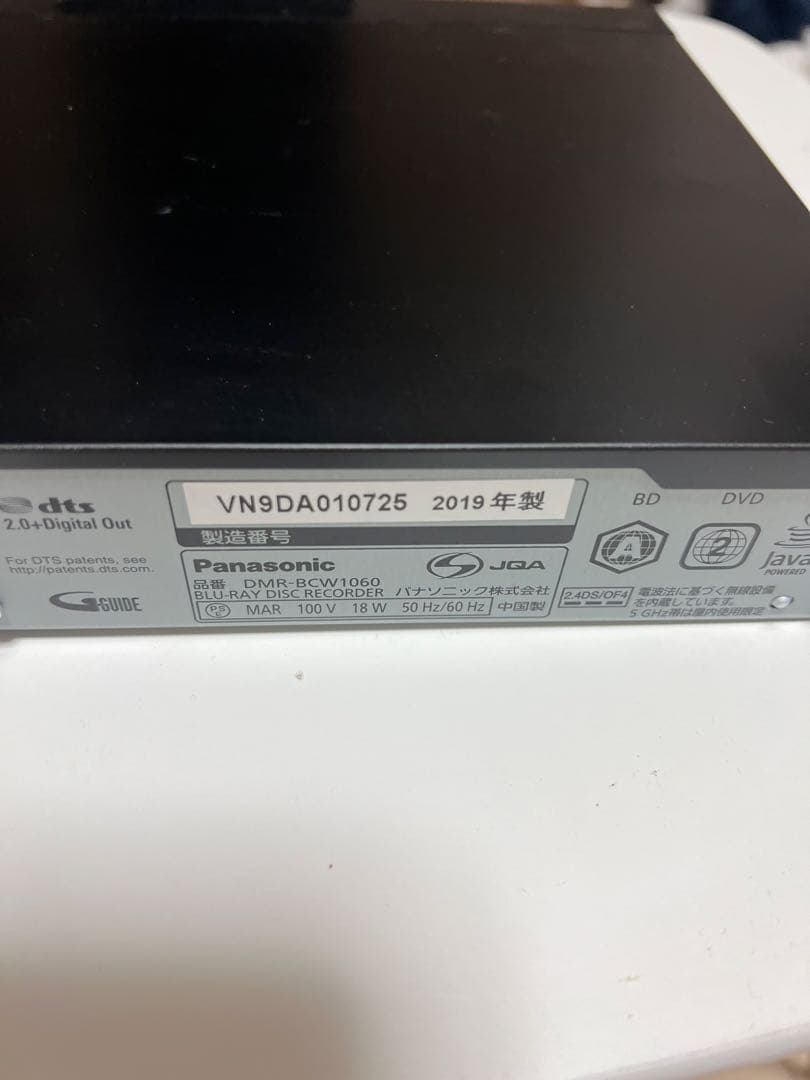 dts
2.0+Digital Out
For DTS patents, see
http://patents.dts.com.
G-GUIDE
VN9DA010725 2019年製
製造番号
Panasonic
JQA
品番 DMR-BCW1060
BLU-RAY DISC RECORDER パナソニック株式会社
PSE MAR 100 V 18 W 50 Hz/60 Hz 中国製
BD
DVD
A
2
Java
POWERED
2.4DS/OF4
電波法に基づく無線設備
を内蔵しています。
5 GHz帯は屋内使用限定